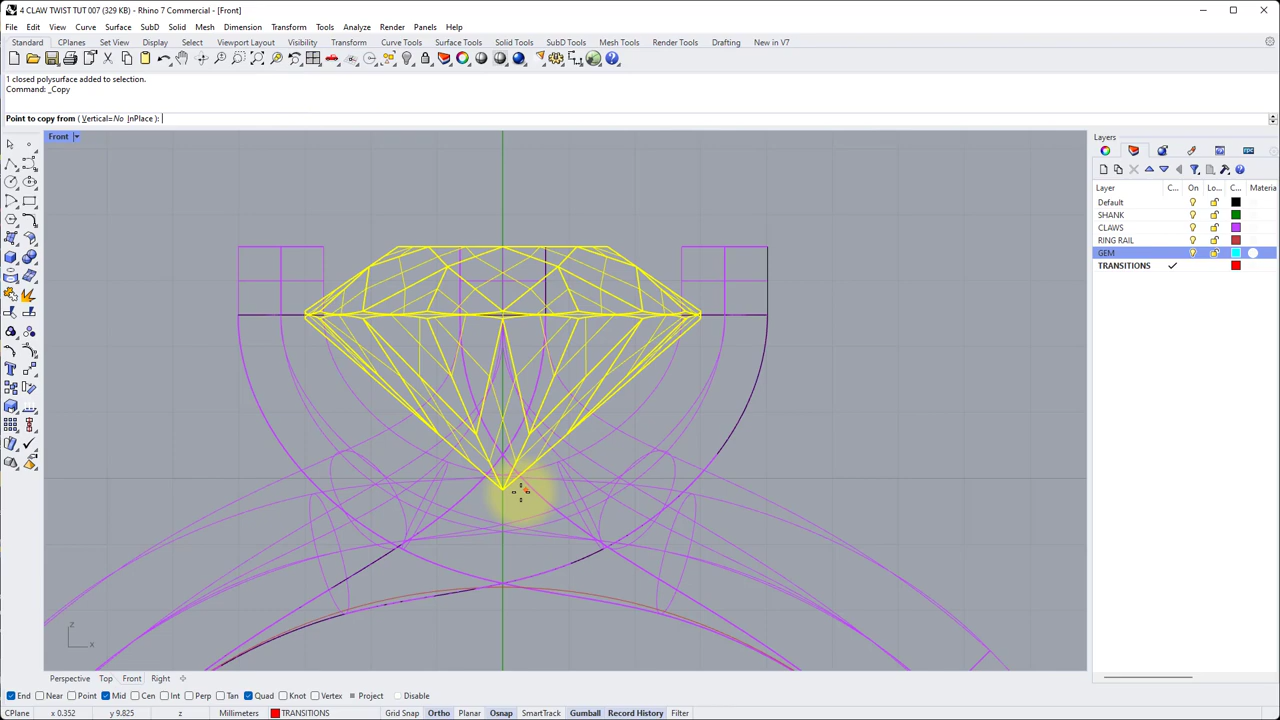 4 CLAW TWIST TUT 007 (329 KB) - Rhino 7 Commercial - [Front]
File Edit View Curve Surface SubD Solid Mesh Dimension Transform Tools Analyze Render Panels Help
Standard CPlanes Set View Display Select Viewport Layout Visibility Transform Curve Tools Surface Tools Solid Tools SubD Tools Mesh Tools Render Tools Drafting New in V7
1 closed polysurface added to selection.
Command: _Copy
Point to copy from ( Vertical=No InPlace ):
Front
Layers
Layer C... On Lo... C... Materia
Default
SHANK
CLAWS
RING RAIL
GEM
TRANSITIONS
z
x
Perspective Top Front Right
End Near Point Mid Cen Int Perp Tan Quad Knot Vertex Project Disable
CPlane x 0.352 y 9.825 z Millimeters TRANSITIONS Grid Snap Ortho Planar Osnap SmartTrack Gumball Record History Filter